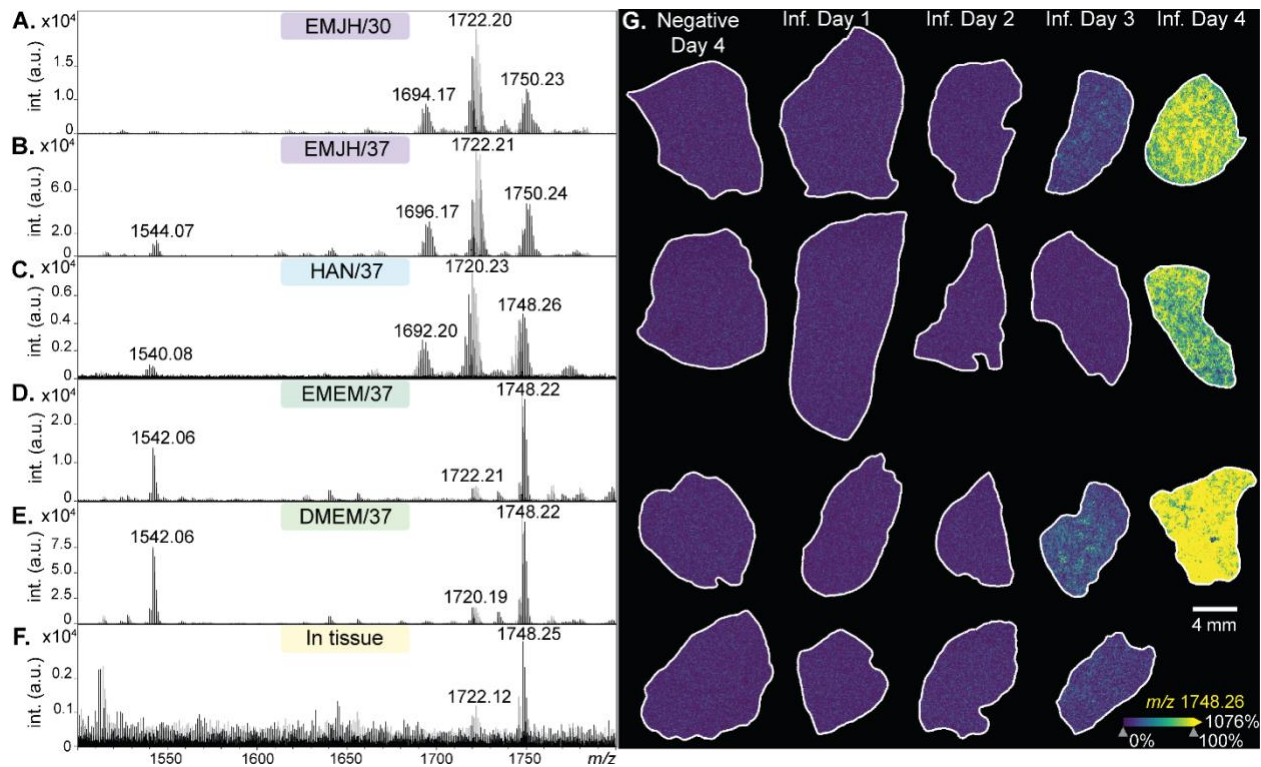 A.
x10⁴
EMJH/30
1722.20
1694.17
1750.23
int. (a.u.)
1.5
1.0
0
B.
x10⁴
EMJH/37
1722.21
1544.07
1696.17
1750.24
int. (a.u.)
6.0
2.0
0
C.
x10⁴
HAN/37
1720.23
1540.08
1692.20
1748.26
int. (a.u.)
0.6
0.4
0.2
0
D.
x10⁴
EMEM/37
1748.22
1542.06
1722.21
int. (a.u.)
2.0
1.0
0
E.
x10⁴
DMEM/37
1748.22
1542.06
1720.19
int. (a.u.)
7.5
5.0
2.5
0
F.
x10⁴
In tissue
1748.25
1722.12
int. (a.u.)
0.2
0.1
0
1550
1600
1650
1700
1750
m/z
G.
Negative
Day 4
Inf. Day 1
Inf. Day 2
Inf. Day 3
Inf. Day 4
4 mm
m/z 1748.26
1076%
0%
100%